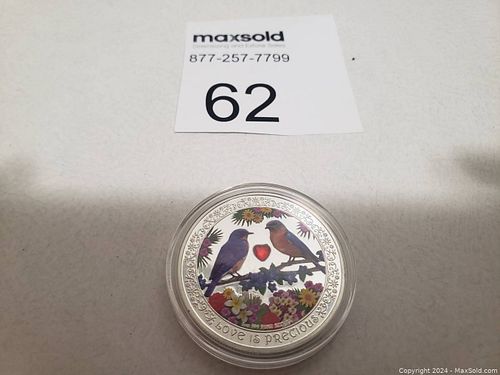 maxsold
Downsizing and Estate Sales
877-257-7799
62
LOVE IS PRECIOUS
Copyright 2024 - MaxSold.com